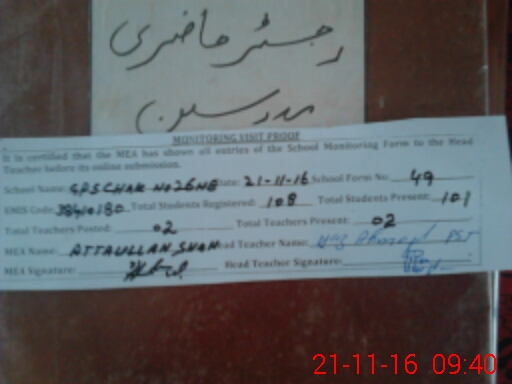 رجسٹر حاضری
مدرسین
MONITORING VISIT PROOF
It is certified that the MEA has shown all entries of the School Monitoring Form to the Head
Teacher before its online submission.
School Name: GPS CHAK NO 26 NB Date: 21-11-16 School Form No: 49
EMIS Code: Total Students Registered: 108 Total Students Present: 101
Total Teachers Posted: 02 Total Teachers Present: 02
MEA Name: ATTAULLAH SHAH Head Teacher Name: PST
MEA Signature: Head Teacher Signature:
21-11-16 09:40